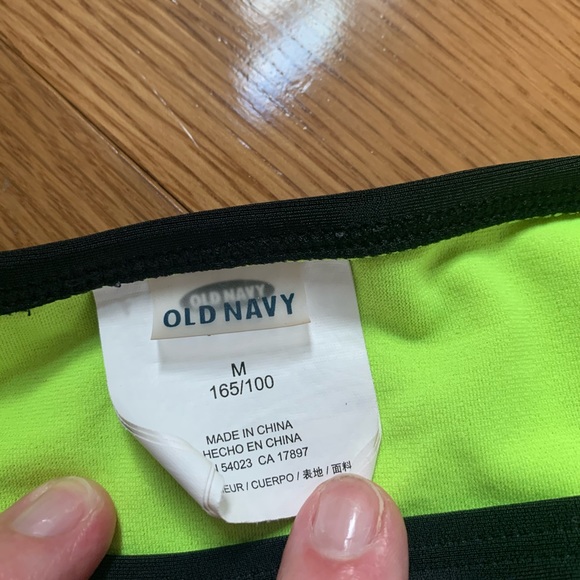 OLD NAVY
OLD NAVY
M
165/100
MADE IN CHINA
HECHO EN CHINA
54023 CA 17897
/ CUERPO / 表地 / 面料